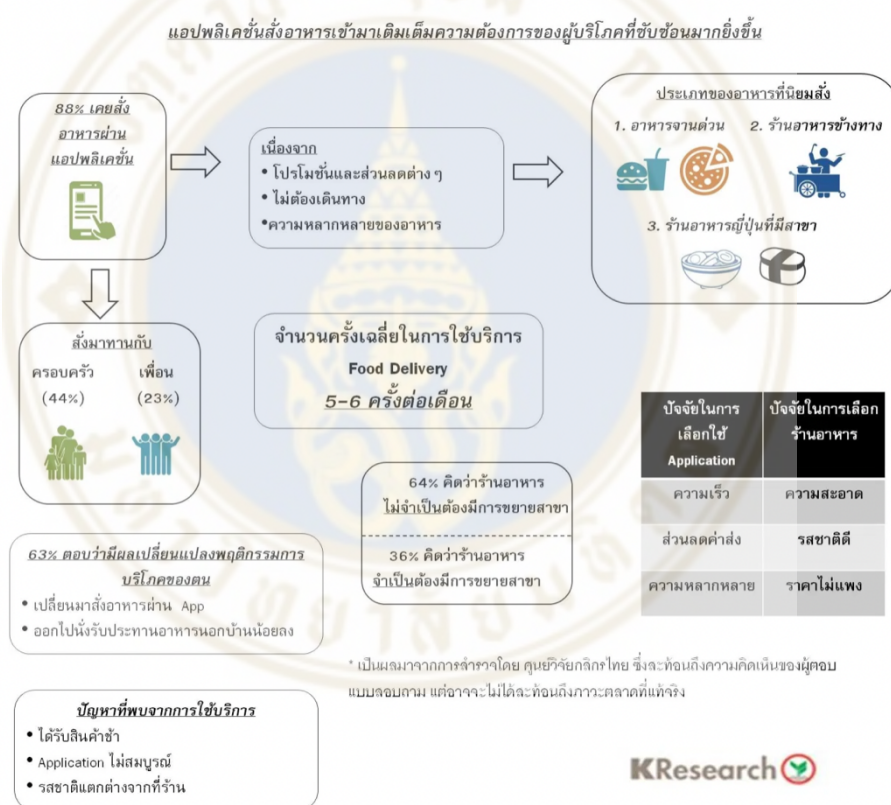 แอปพลิเคชั่นสั่งอาหารเข้ามาเติมเต็มความต้องการของผู้บริโภคที่ซับซ้อนมากยิ่งขึ้น
88% เคยสั่ง
อาหารผ่าน
แอปพลิเคชั่น
เนื่องจาก
• โปรโมชั่นและส่วนลดต่าง ๆ
• ไม่ต้องเดินทาง
•ความหลากหลายของอาหาร
ประเภทของอาหารที่นิยมสั่ง
1. อาหารจานด่วน 2. ร้านอาหารข้างทาง
3. ร้านอาหารญี่ปุ่นที่มีสาขา
สั่งมาทานกับ
ครอบครัว เพื่อน
(44%) (23%)
จำนวนครั้งเฉลี่ยในการใช้บริการ
Food Delivery
5-6 ครั้งต่อเดือน
64% คิดว่าร้านอาหาร
ไม่จำเป็นต้องมีการขยายสาขา
36% คิดว่าร้านอาหาร
จำเป็นต้องมีการขยายสาขา
ปัจจัยในการ ปัจจัยในการเลือก
เลือกใช้ ร้านอาหาร
Application
ความเร็ว ความสะอาด
ส่วนลดค่าส่ง รสชาติดี
ความหลากหลาย ราคาไม่แพง
63% ตอบว่ามีผลเปลี่ยนแปลงพฤติกรรมการ
บริโภคของตน
• เปลี่ยนมาสั่งอาหารผ่าน App
• ออกไปนั่งรับประทานอาหารนอกบ้านน้อยลง
* เป็นผลมาจากการสำรวจโดย ศูนย์วิจัยกสิกรไทย ซึ่งสะท้อนถึงความคิดเห็นของผู้ตอบ
แบบสอบถาม แต่อาจจะไม่ได้สะท้อนถึงภาวะตลาดที่แท้จริง
ปัญหาที่พบจากการใช้บริการ
• ได้รับสินค้าช้า
• Application ไม่สมบูรณ์
• รสชาติแตกต่างจากที่ร้าน
KResearch